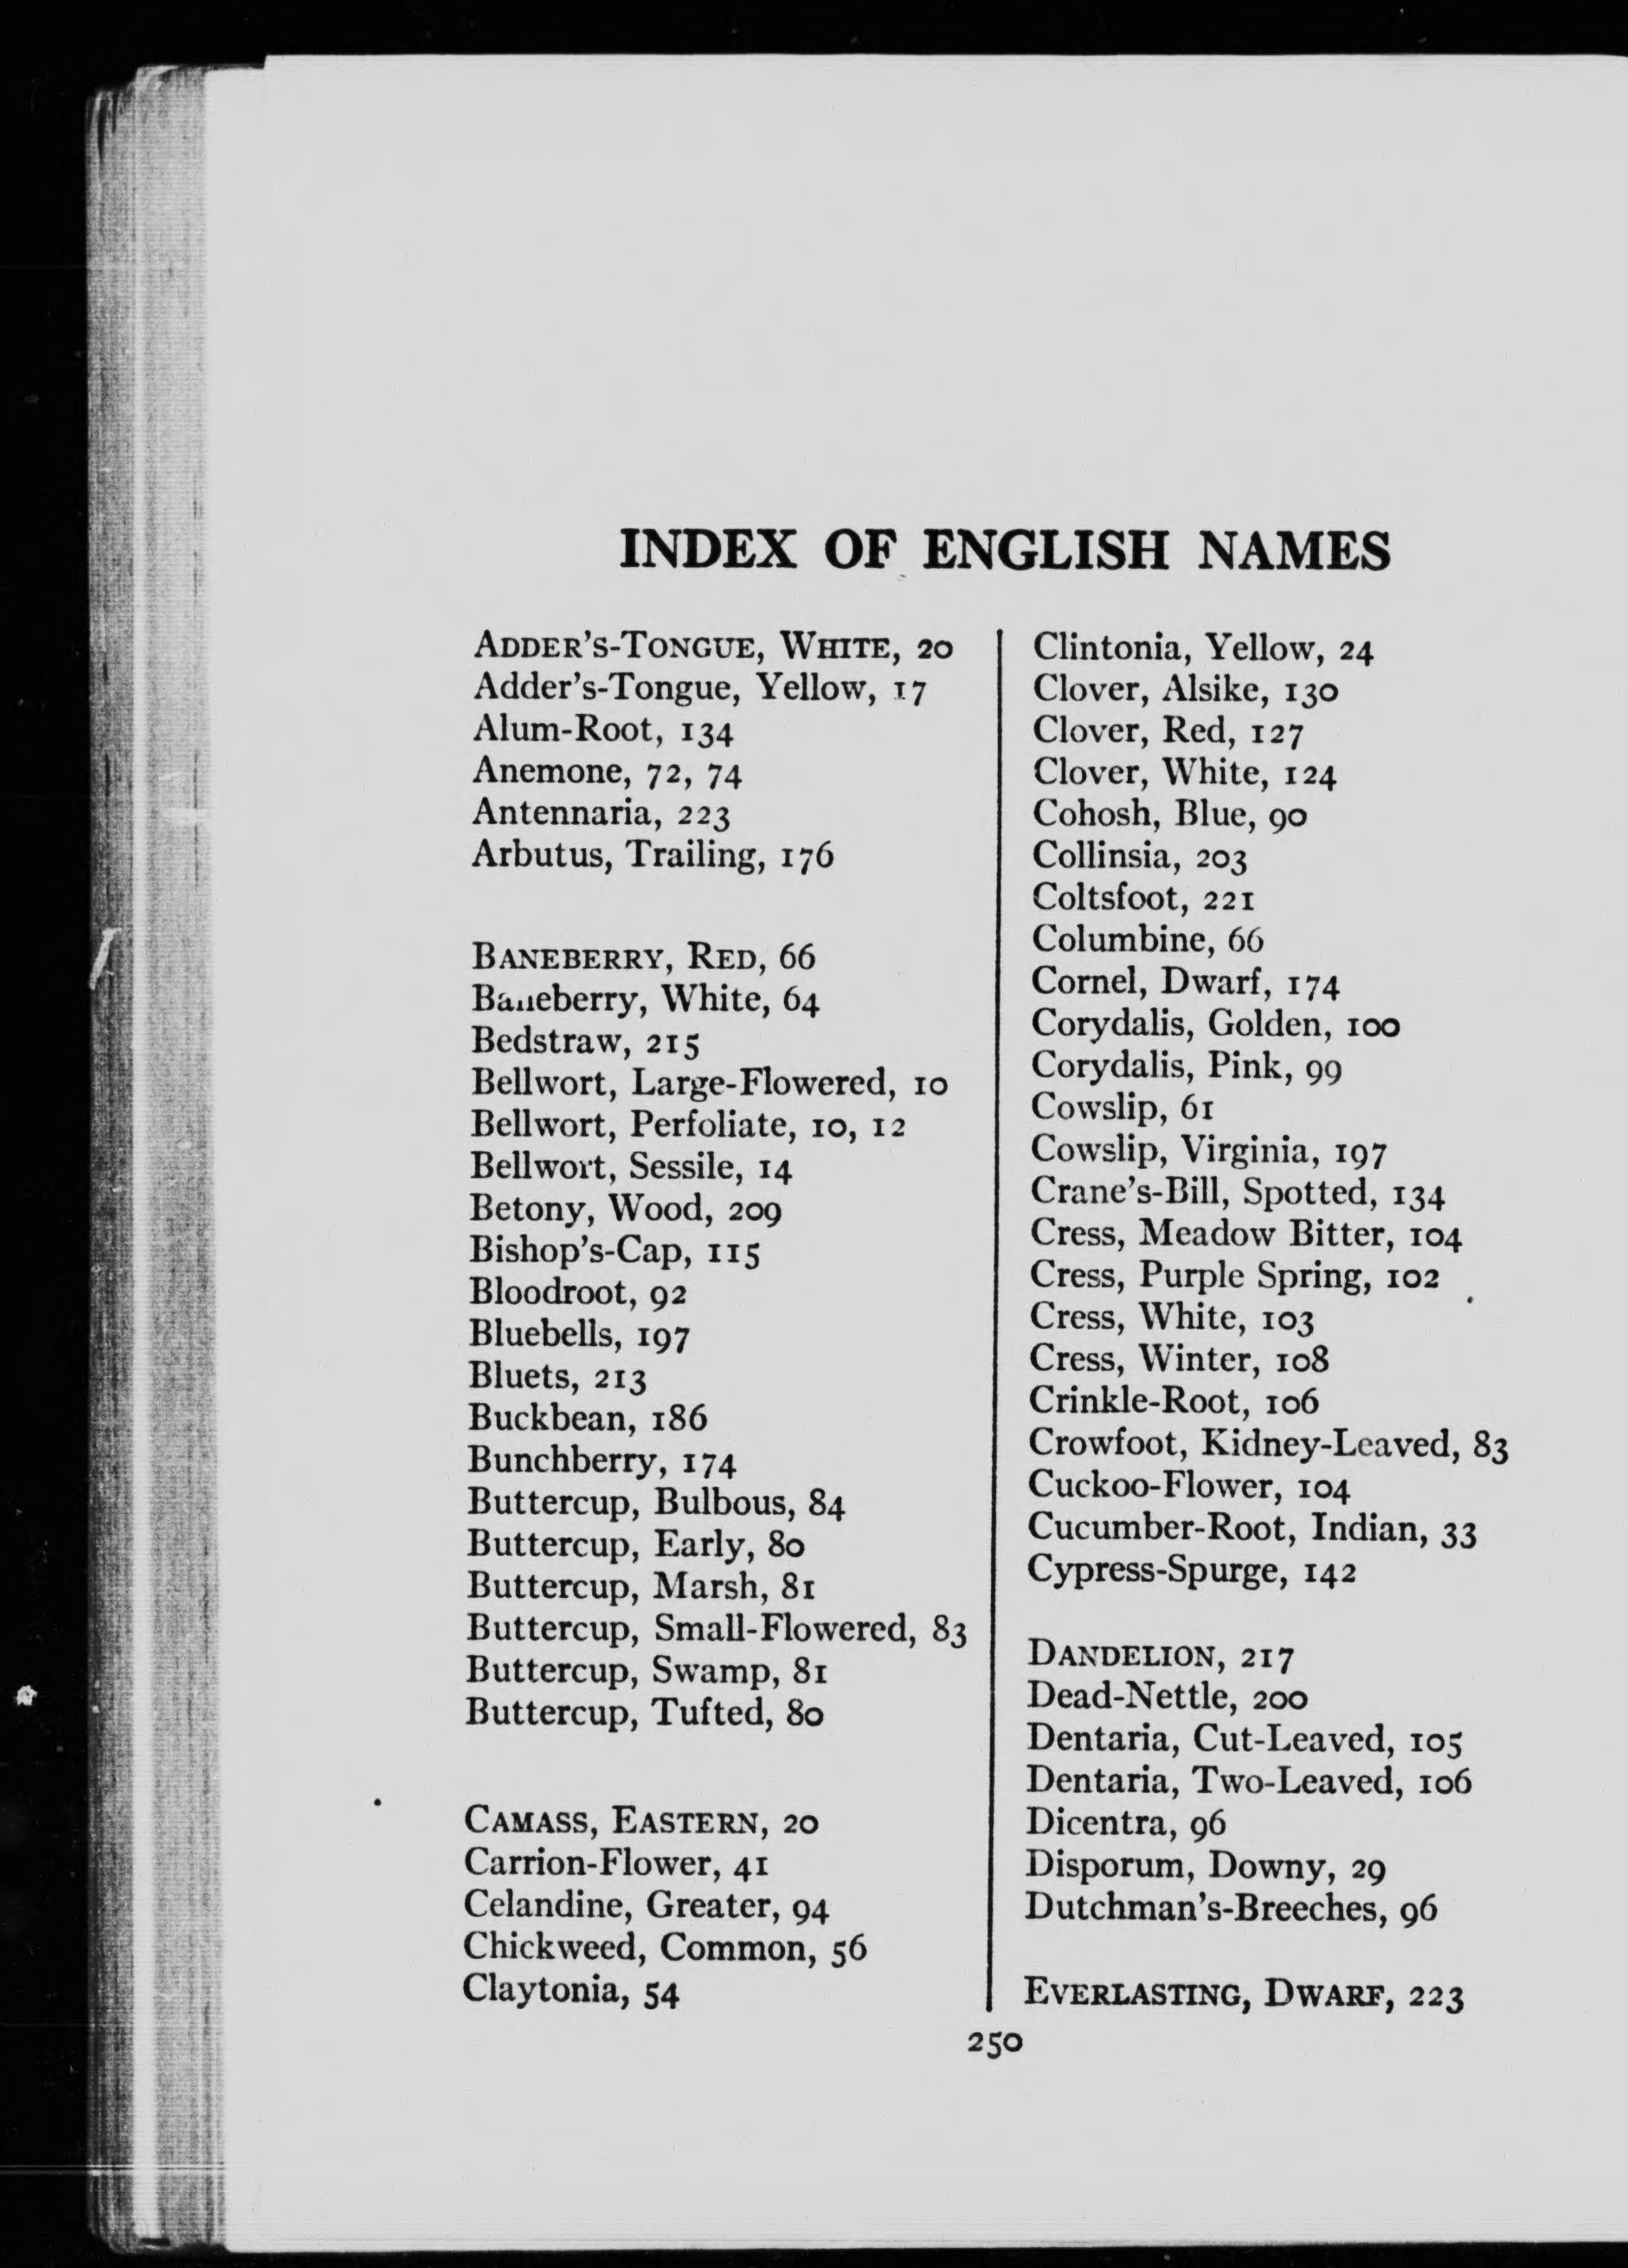 INDEX OF ENGLISH NAMES
ADDER'S-TONGUE, WHITE, 20
Adder's-Tongue, Yellow, 17
Alum-Root, 134
Anemone, 72, 74
Antennaria, 223
Arbutus, Trailing, 176
BANEBERRY, RED, 66
Baneberry, White, 64
Bedstraw, 215
Bellwort, Large-Flowered, 10
Bellwort, Perfoliate, 10, 12
Bellwort, Sessile, 14
Betony, Wood, 209
Bishop's-Cap, 115
Bloodroot, 92
Bluebells, 197
Bluets, 213
Buckbean, 186
Bunchberry, 174
Buttercup, Bulbous, 84
Buttercup, Early, 80
Buttercup, Marsh, 81
Buttercup, Small-Flowered, 83
Buttercup, Swamp, 81
Buttercup, Tufted, 80
CAMASS, EASTERN, 20
Carrion-Flower, 41
Celandine, Greater, 94
Chickweed, Common, 56
Claytonia, 54
Clintonia, Yellow, 24
Clover, Alsike, 130
Clover, Red, 127
Clover, White, 124
Cohosh, Blue, 90
Collinsia, 203
Coltsfoot, 221
Columbine, 66
Cornel, Dwarf, 174
Corydalis, Golden, 100
Corydalis, Pink, 99
Cowslip, 61
Cowslip, Virginia, 197
Crane's-Bill, Spotted, 134
Cress, Meadow Bitter, 104
Cress, Purple Spring, 102
Cress, White, 103
Cress, Winter, 108
Crinkle-Root, 106
Crowfoot, Kidney-Leaved, 83
Cuckoo-Flower, 104
Cucumber-Root, Indian, 33
Cypress-Spurge, 142
DANDELION, 217
Dead-Nettle, 200
Dentaria, Cut-Leaved, 105
Dentaria, Two-Leaved, 106
Dicentra, 96
Disporum, Downy, 29
Dutchman's-Breeches, 96
EVERLASTING, DWARF, 223
250